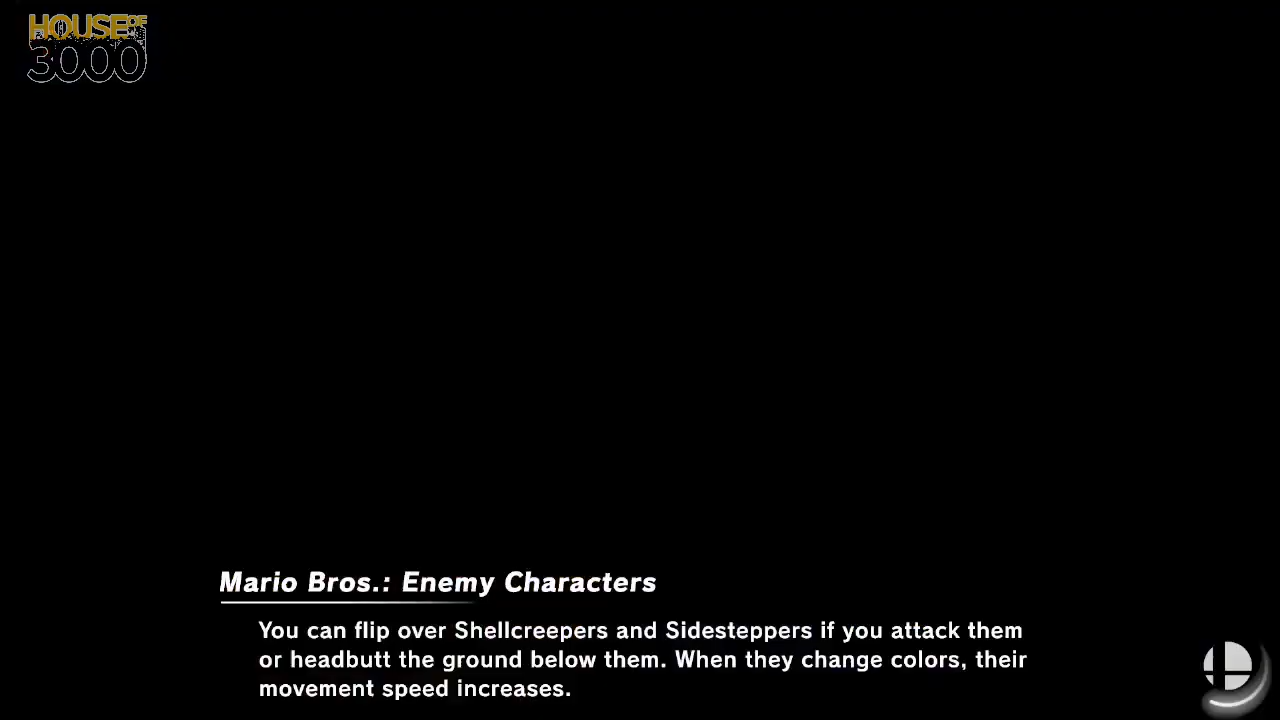 HOUSE OF
3000
Mario Bros.: Enemy Characters
You can flip over Shellcreepers and Sidesteppers if you attack them
or headbutt the ground below them. When they change colors, their
movement speed increases.